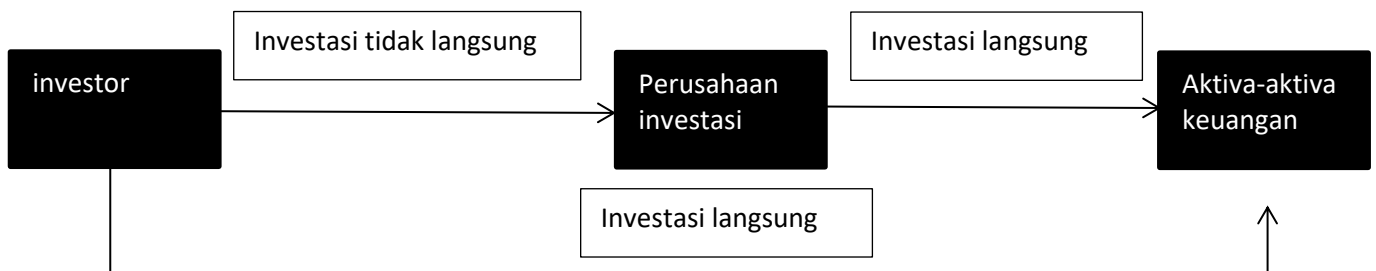 Investasi tidak langsung
Investasi langsung
investor
Perusahaan
investasi
Aktiva-aktiva
keuangan
Investasi langsung